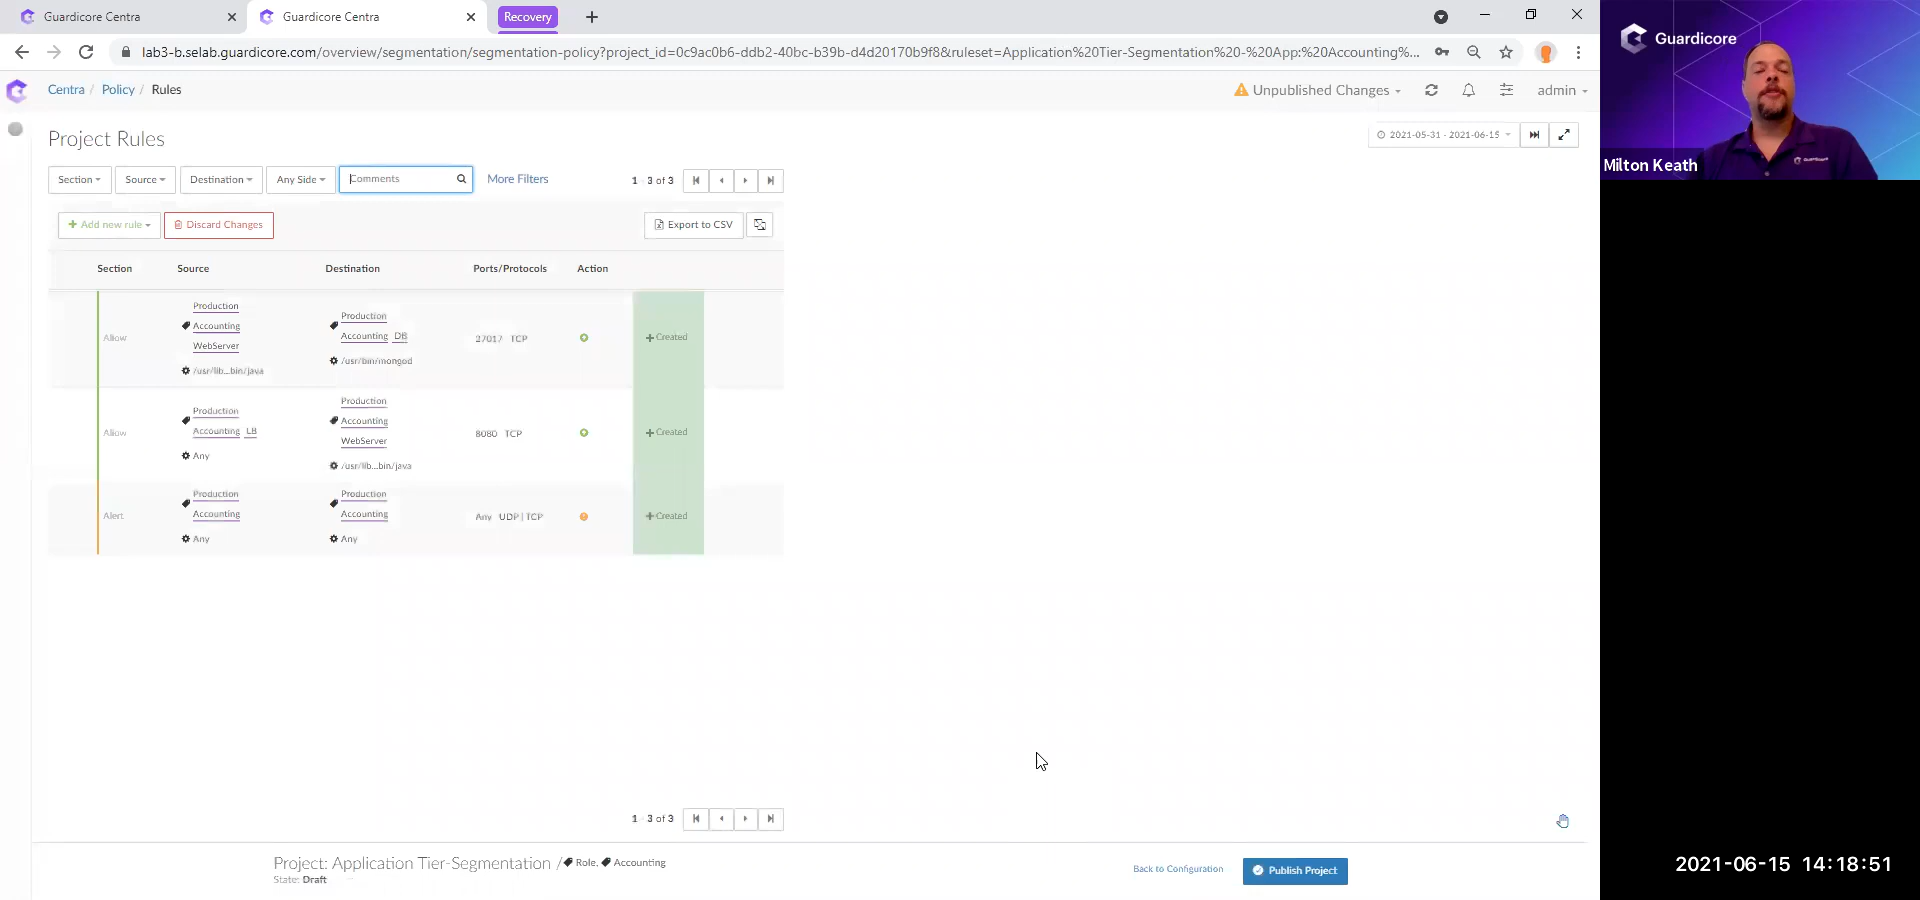 Guardicore Centra
Guardicore Centra
Recovery
lab3-b.selab.guardicore.com/overview/segmentation/segmentation-policy?project_id=0c9ac0b6-ddb2-40bc-b39b-d4d20170b9f8&ruleset=Application%20Tier-Segmentation%20-%20App:%20Accounting%...
Guardicore
Centra / Policy / Rules
Unpublished Changes
admin
Project Rules
2021-05-31 - 2021-06-15
Milton Keath
Section
Source
Destination
Any Side
Comments
More Filters
1 - 3 of 3
+ Add new rule
Discard Changes
Export to CSV
Section Source Destination Ports/Protocols Action
Allow
Production
Accounting
WebServer
/usr/lib...bin/java
Production
Accounting DB
/usr/bin/mongod
27017 TCP
+ Created
Allow
Production
Accounting LB
Any
Production
Accounting
WebServer
/usr/lib...bin/java
8080 TCP
+ Created
Alert
Production
Accounting
Any
Production
Accounting
Any
Any UDP | TCP
+ Created
1 - 3 of 3
Project: Application Tier-Segmentation / Role, Accounting
State: Draft
Back to Configuration
Publish Project
2021-06-15 14:18:51